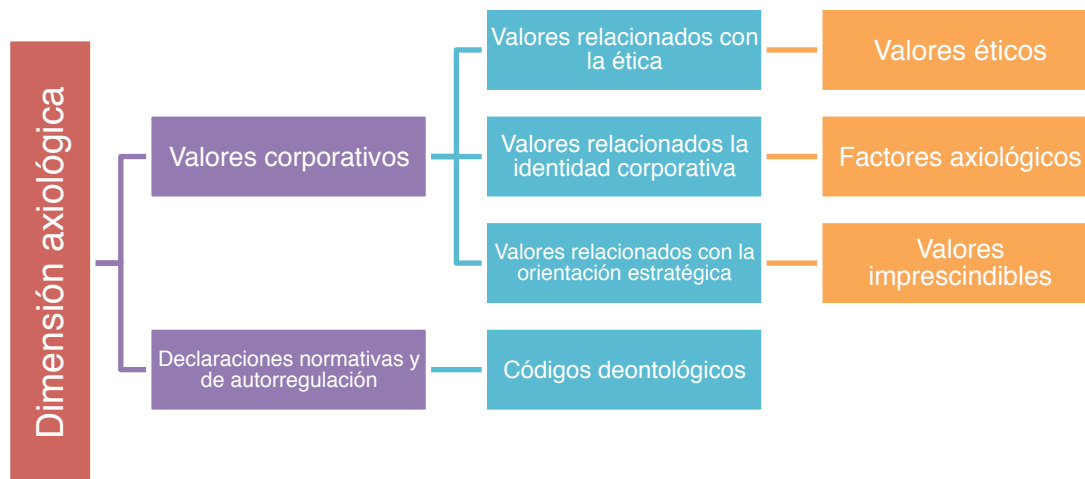 Dimensión axiológica
Valores corporativos
Valores relacionados con
la ética
Valores éticos
Valores relacionados la
identidad corporativa
Factores axiológicos
Valores relacionados con la
orientación estratégica
Valores
imprescindibles
Declaraciones normativas y
de autorregulación
Códigos deontológicos